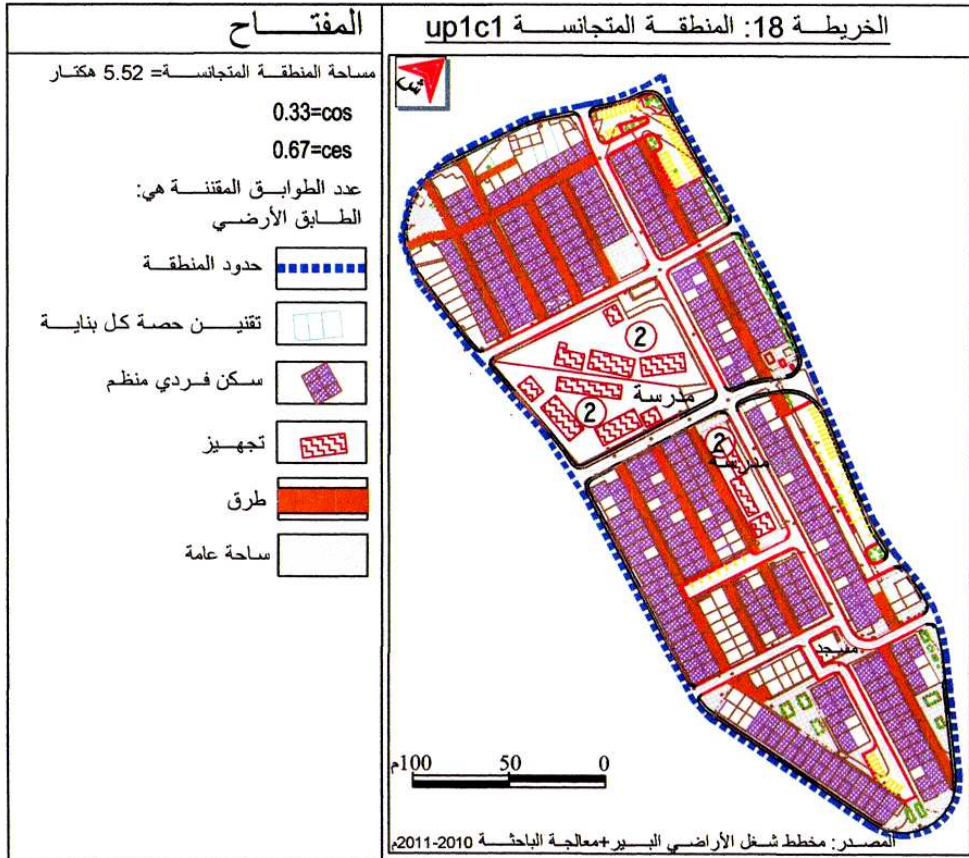 الخريطة 18: المنطقة المتجانسة up1c1
المفتاح
مساحة المنطقة المتجانسة= 5.52 هكتار
0.33=cos
0.67=ces
عدد الطوابق المقننة هي:
الطابق الأرضي
حدود المنطقة
تقنين حصة كل بناية
سكن فردي منظم
تجهيز
طرق
ساحة عامة
ش
2
مدرسة
2
2
مدرسة
مسجد
100م 50 0
المصدر: مخطط شغل الأراضي البير+معالجة الباحثة 2010-2011م